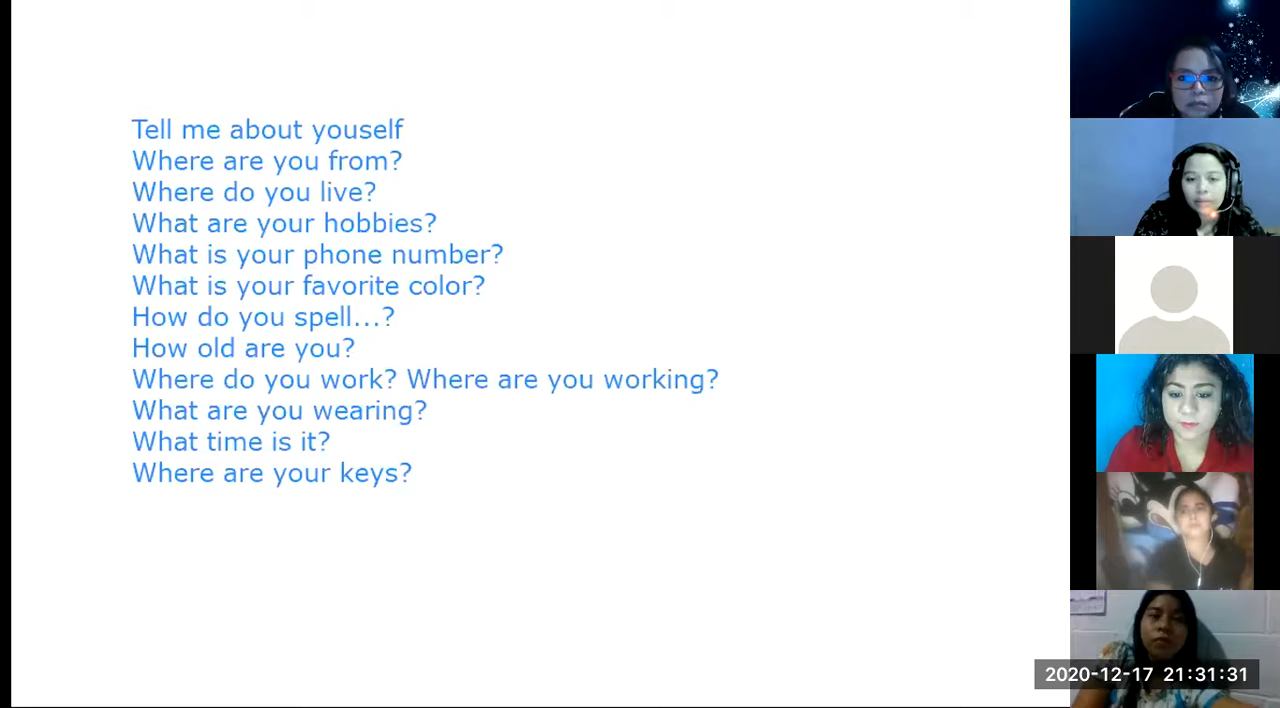 Tell me about youself
Where are you from?
Where do you live?
What are your hobbies?
What is your phone number?
What is your favorite color?
How do you spell...?
How old are you?
Where do you work? Where are you working?
What are you wearing?
What time is it?
Where are your keys?
2020-12-17 21:31:31